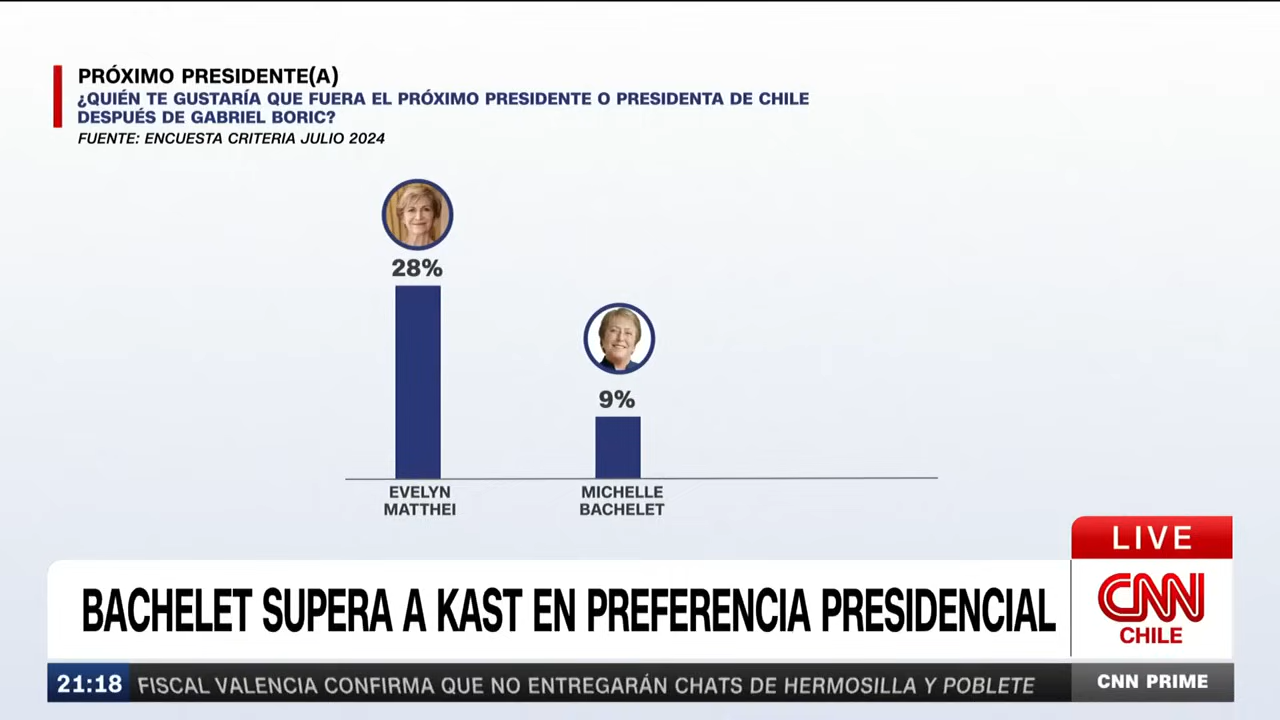 PRÓXIMO PRESIDENTE(A)
¿QUIÉN TE GUSTARÍA QUE FUERA EL PRÓXIMO PRESIDENTE O PRESIDENTA DE CHILE
DESPUÉS DE GABRIEL BORIC?
FUENTE: ENCUESTA CRITERIA JULIO 2024
28%
9%
EVELYN
MATTHEI
MICHELLE
BACHELET
LIVE
BACHELET SUPERA A KAST EN PREFERENCIA PRESIDENCIAL
CNN
CHILE
21:18 FISCAL VALENCIA CONFIRMA QUE NO ENTREGARÁN CHATS DE HERMOSILLA Y POBLETE
CNN PRIME